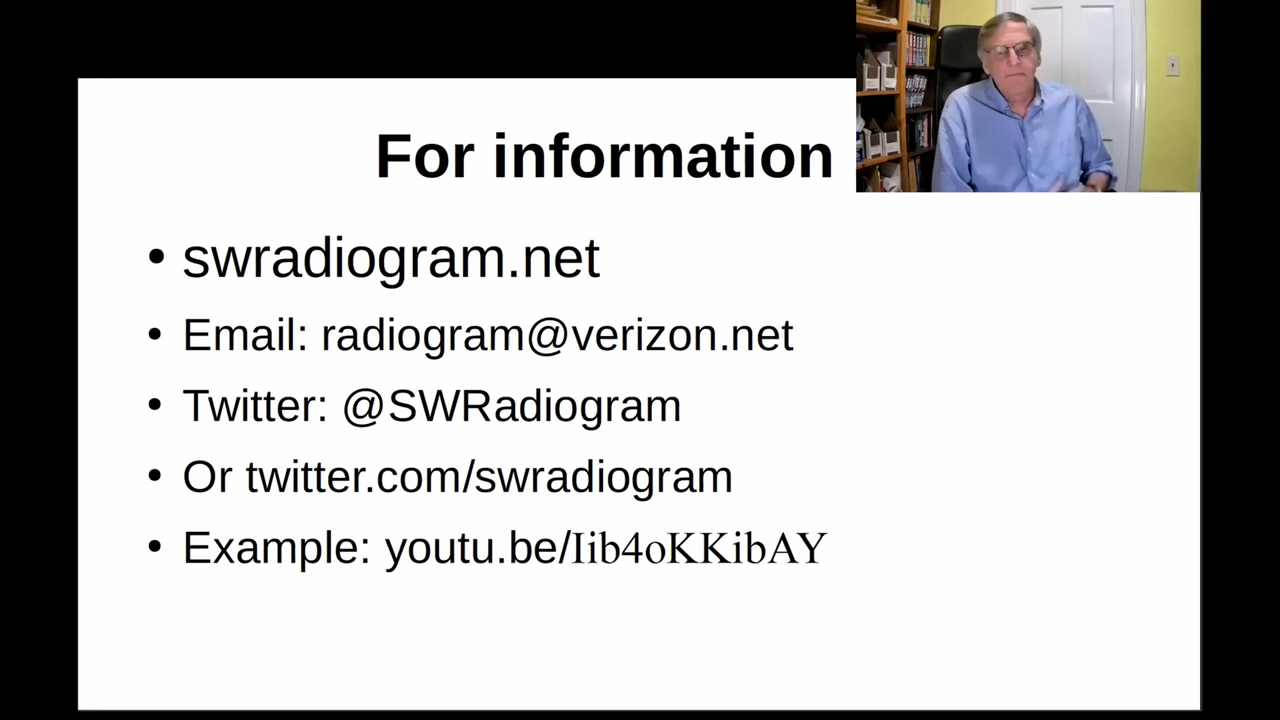 For information
• swradiogram.net
• Email: radiogram@verizon.net
• Twitter: @SWRadiogram
• Or twitter.com/swradiogram
• Example: youtu.be/Iib4oKKibAY